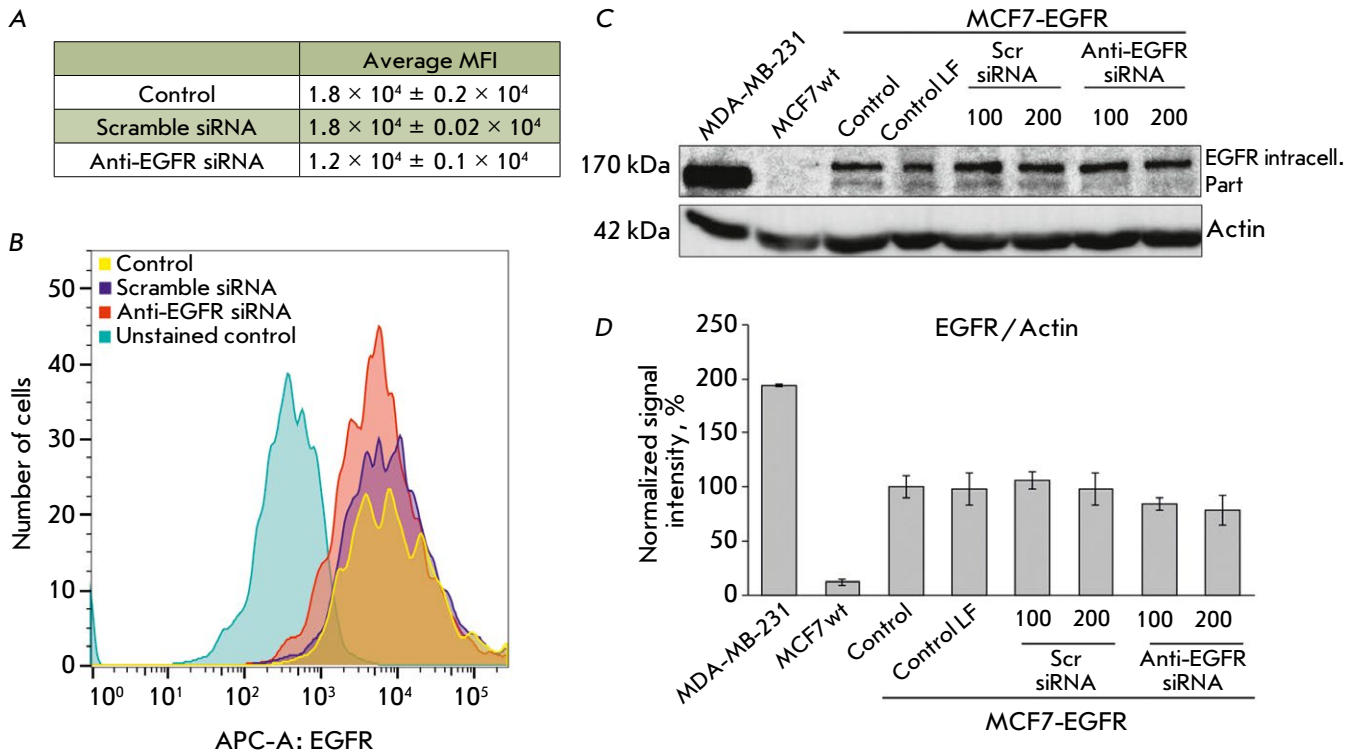 A
Average MFI
Control 1.8 × 10⁴ ± 0.2 × 10⁴
Scramble siRNA 1.8 × 10⁴ ± 0.02 × 10⁴
Anti-EGFR siRNA 1.2 × 10⁴ ± 0.1 × 10⁴
B
Control
Scramble siRNA
Anti-EGFR siRNA
Unstained control
50
40
30
20
10
0
Number of cells
10⁰ 10¹ 10² 10³ 10⁴ 10⁵
APC-A: EGFR
C
MCF7-EGFR
MDA-MB-231
MCF7wt
Control
Control LF
Scr
siRNA
Anti-EGFR
siRNA
100 200 100 200
170 kDa
EGFR intracell.
Part
42 kDa
Actin
D
EGFR/Actin
250
200
150
100
50
0
Normalized signal
intensity, %
MDA-MB-231
MCF7wt
Control
Control LF
100 200 100 200
Scr
siRNA
Anti-EGFR
siRNA
MCF7-EGFR